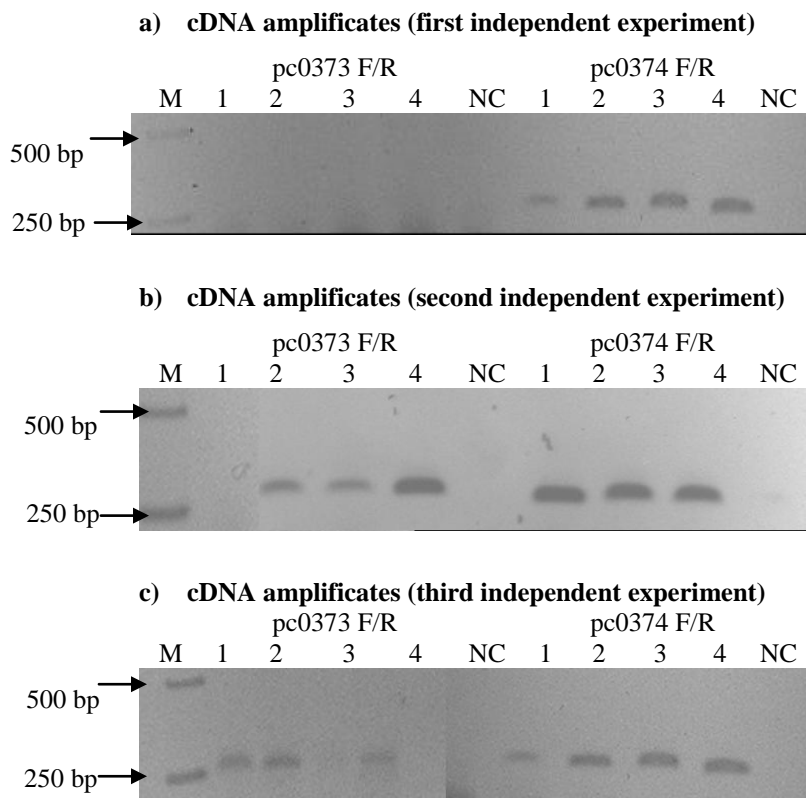 a) cDNA amplificates (first independent experiment)
pc0373 F/R pc0374 F/R
M 1 2 3 4 NC 1 2 3 4 NC
500 bp
250 bp
b) cDNA amplificates (second independent experiment)
pc0373 F/R pc0374 F/R
M 1 2 3 4 NC 1 2 3 4 NC
500 bp
250 bp
c) cDNA amplificates (third independent experiment)
pc0373 F/R pc0374 F/R
M 1 2 3 4 NC 1 2 3 4 NC
500 bp
250 bp